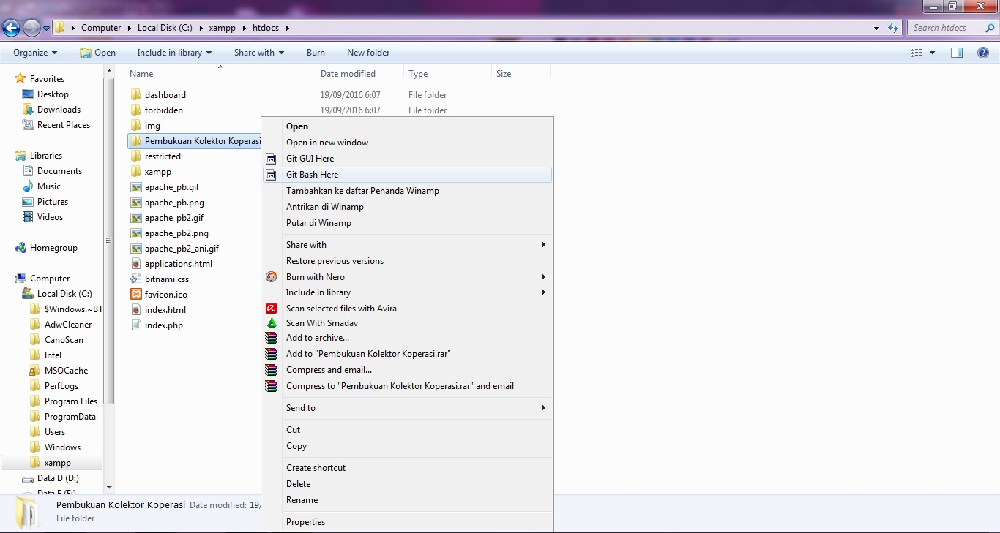 Computer Local Disk (C:) xampp htdocs
Search htdocs
Organize Open Include in library Share with Burn New folder
Favorites
Desktop
Downloads
Recent Places
Libraries
Documents
Music
Pictures
Videos
Homegroup
Computer
Local Disk (C:)
$Windows.~BT
AdwCleaner
CanoScan
Intel
MSOCache
PerfLogs
Program Files
ProgramData
Users
Windows
xampp
Data D (D:)
Name Date modified Type Size
dashboard 19/09/2016 6:07 File folder
forbidden 19/09/2016 6:07 File folder
img
Pembukuan Kolektor Koperasi
restricted
xampp
apache_pb.gif
apache_pb.png
apache_pb2.gif
apache_pb2.png
apache_pb2_ani.gif
applications.html
bitnami.css
favicon.ico
index.html
index.php
Open
Open in new window
Git GUI Here
Git Bash Here
Tambahkan ke daftar Penanda Winamp
Antrikan di Winamp
Putar di Winamp
Share with
Restore previous versions
Burn with Nero
Include in library
Scan selected files with Avira
Scan With Smadav
Add to archive...
Add to "Pembukuan Kolektor Koperasi.rar"
Compress and email...
Compress to "Pembukuan Kolektor Koperasi.rar" and email
Send to
Cut
Copy
Create shortcut
Delete
Rename
Properties
Pembukuan Kolektor Koperasi Date modified: 19/
File folder